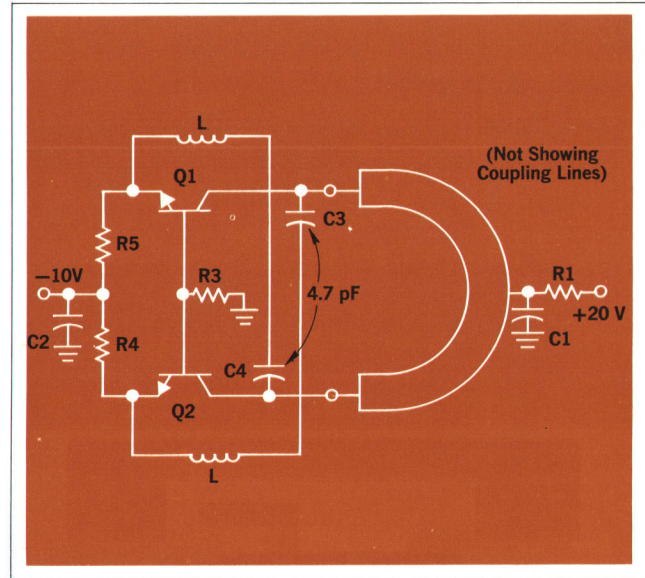 L
(Not Showing
Coupling Lines)
Q1
C3
R5
R1
−10V
R3
4.7 pF
+20 V
C2
R4
C4
C1
Q2
L